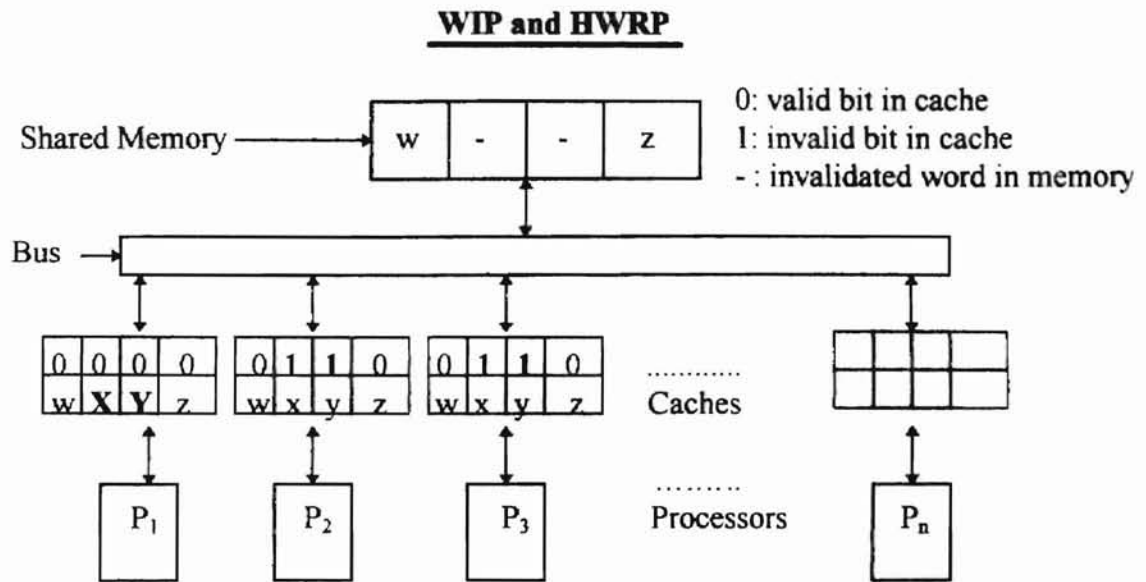 WIP and HWRP
0: valid bit in cache
Shared Memory
w - - z
1: invalid bit in cache
- : invalidated word in memory
Bus
0 0 0 0
0 1 1 0
0 1 1 0
w X Y z
w x y z
w x y z
.........
Caches
.........
P1
P2
P3
Processors
Pn